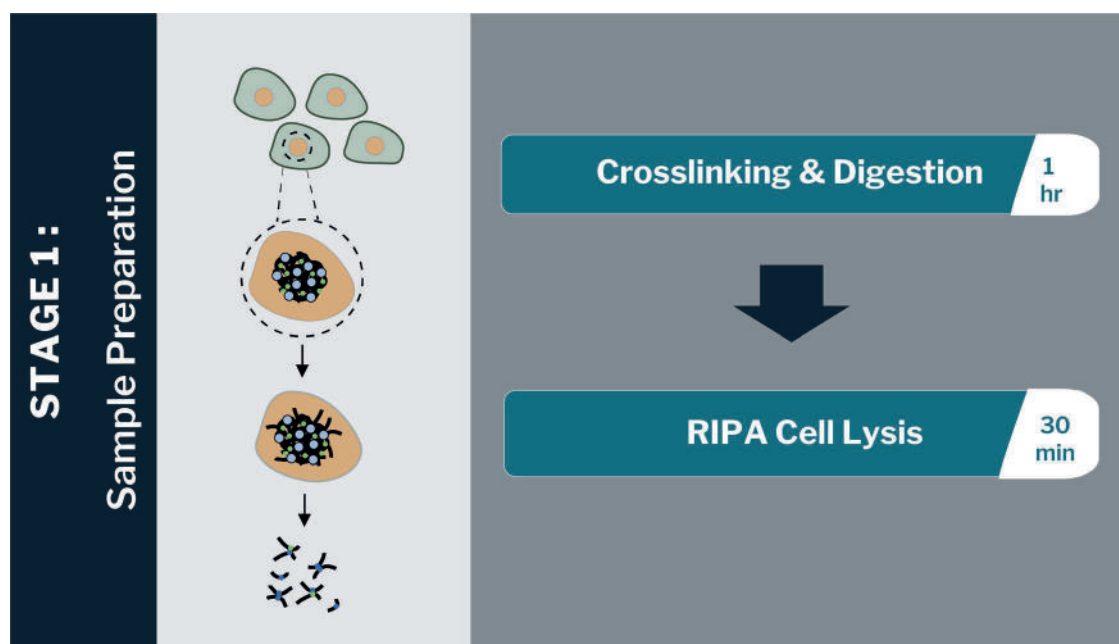 STAGE 1:
Sample Preparation
Crosslinking & Digestion
1
hr
RIPA Cell Lysis
30
min